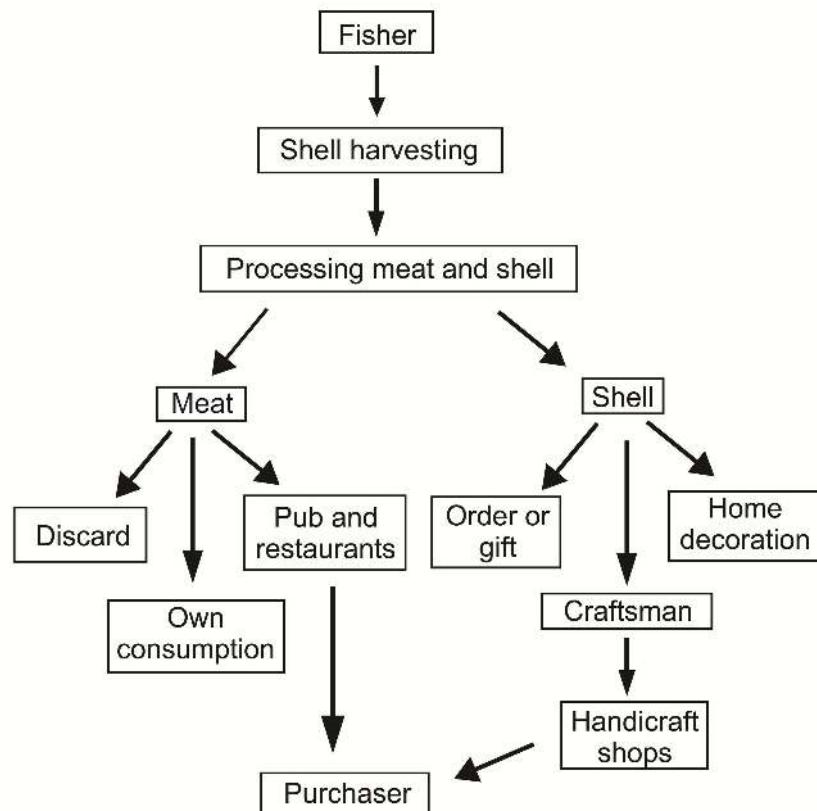 Fisher
Shell harvesting
Processing meat and shell
Meat
Shell
Discard
Pub and
restaurants
Order or
gift
Home
decoration
Own
consumption
Craftsman
Handicraft
shops
Purchaser